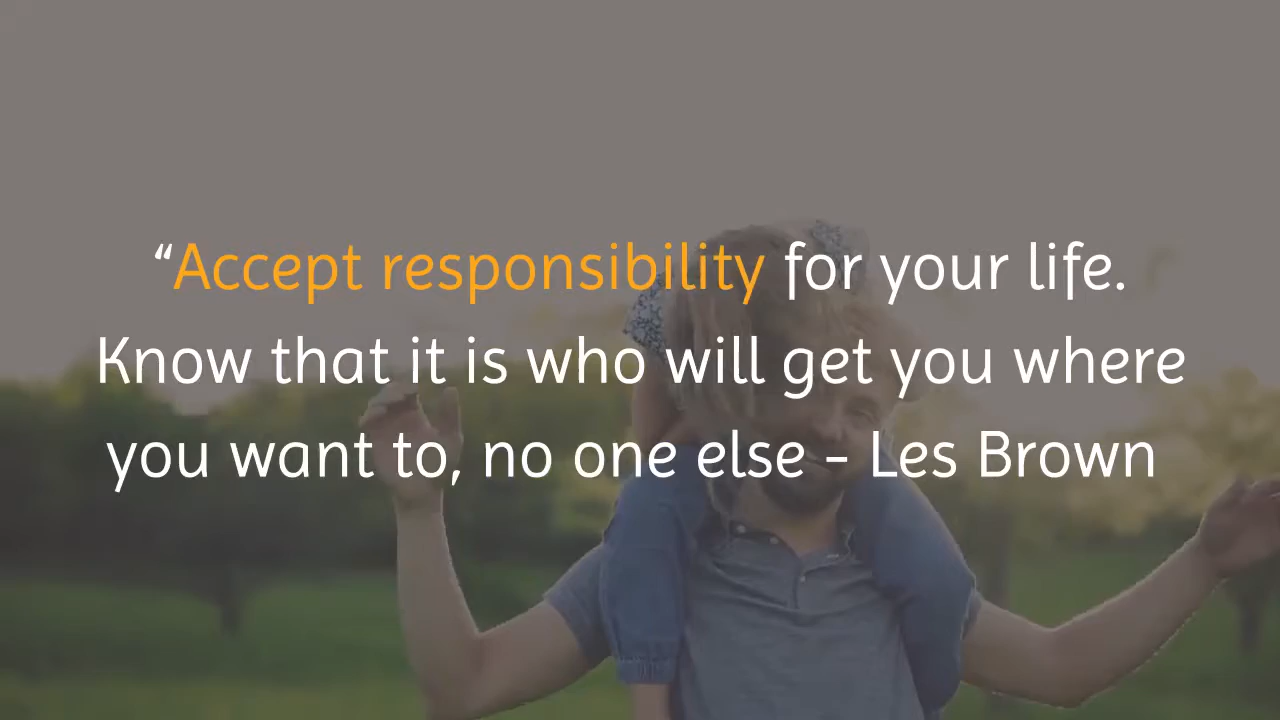 “Accept responsibility for your life.
Know that it is who will get you where
you want to, no one else - Les Brown